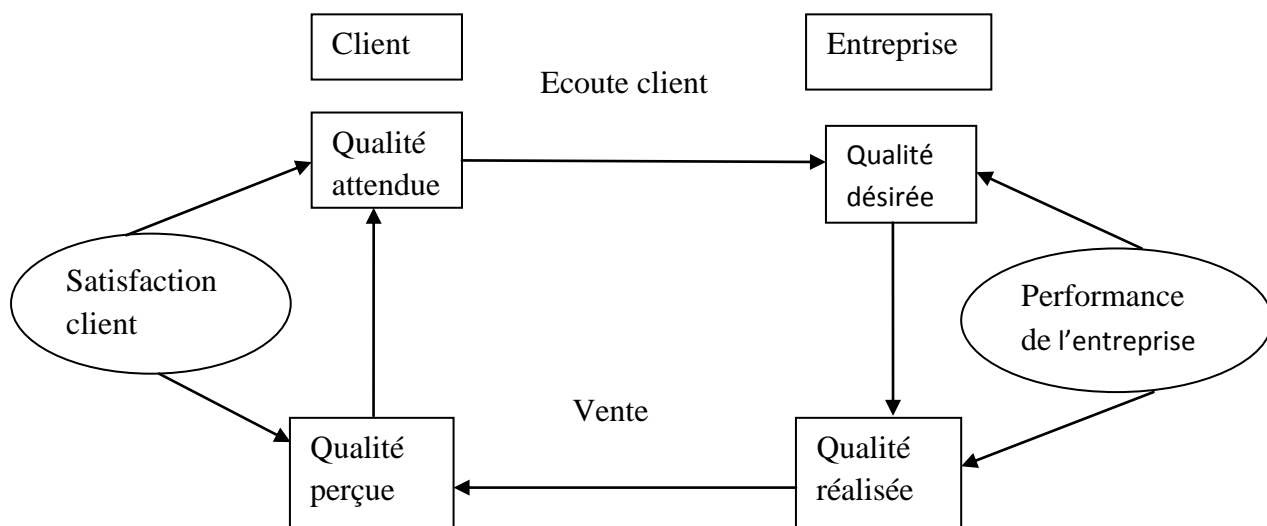 Client
Entreprise
Ecoute client
Qualité
attendue
Qualité
désirée
Satisfaction
client
Performance
de l'entreprise
Vente
Qualité
perçue
Qualité
réalisée